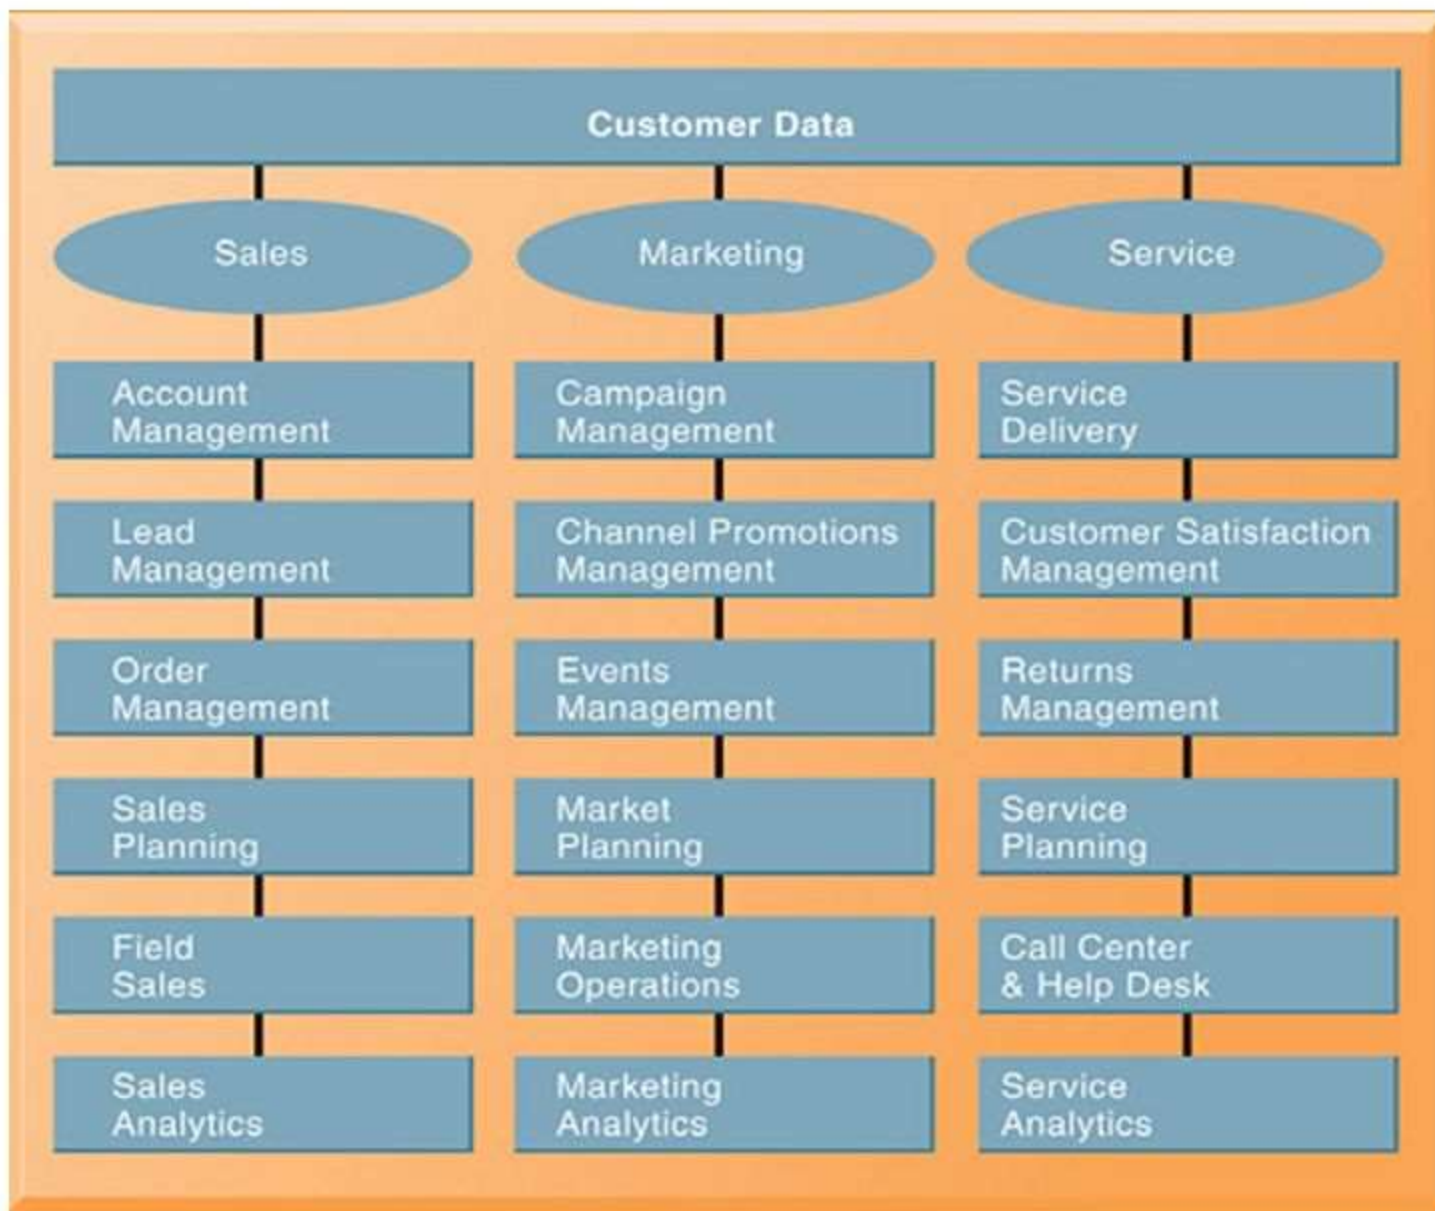 Customer Data
Sales
Marketing
Service
Account
Management
Campaign
Management
Service
Delivery
Lead
Management
Channel Promotions
Management
Customer Satisfaction
Management
Order
Management
Events
Management
Returns
Management
Sales
Planning
Market
Planning
Service
Planning
Field
Sales
Marketing
Operations
Call Center
& Help Desk
Sales
Analytics
Marketing
Analytics
Service
Analytics